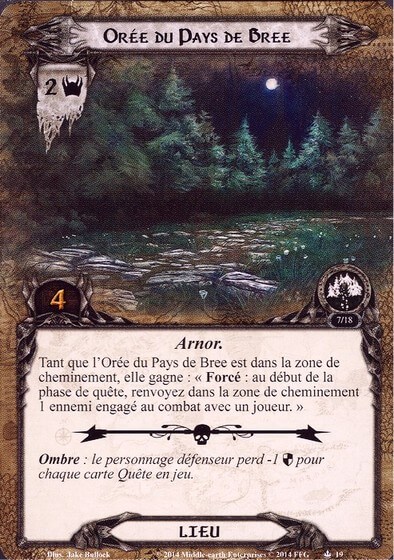 Orée du Pays de Bree
2
4
7/18
Arnor.
Tant que l'Orée du Pays de Bree est dans la zone de
cheminement, elle gagne : « Forcé : au début de la
phase de quête, renvoyez dans la zone de cheminement
1 ennemi engagé au combat avec un joueur. »
Ombre : le personnage défenseur perd -1 pour
chaque carte Quête en jeu.
LIEU
Illus. Jake Bullock 2014 Middle-earth Enterprises © 2014 FFG 19